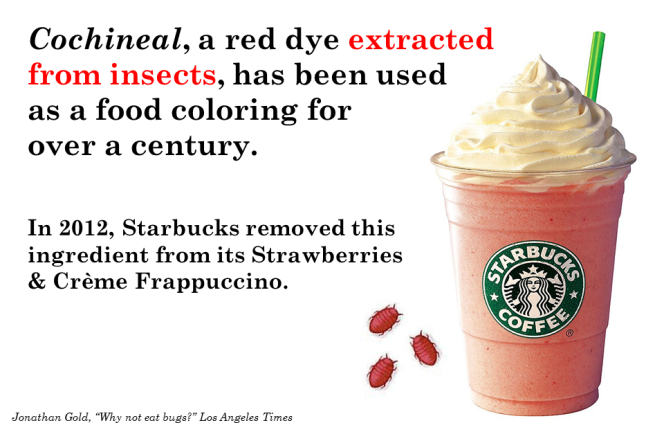 Cochineal, a red dye extracted
from insects, has been used
as a food coloring for
over a century.
In 2012, Starbucks removed this
ingredient from its Strawberries
& Crème Frappuccino.
STARBUCKS
COFFEE
®
Jonathan Gold, “Why not eat bugs?” Los Angeles Times